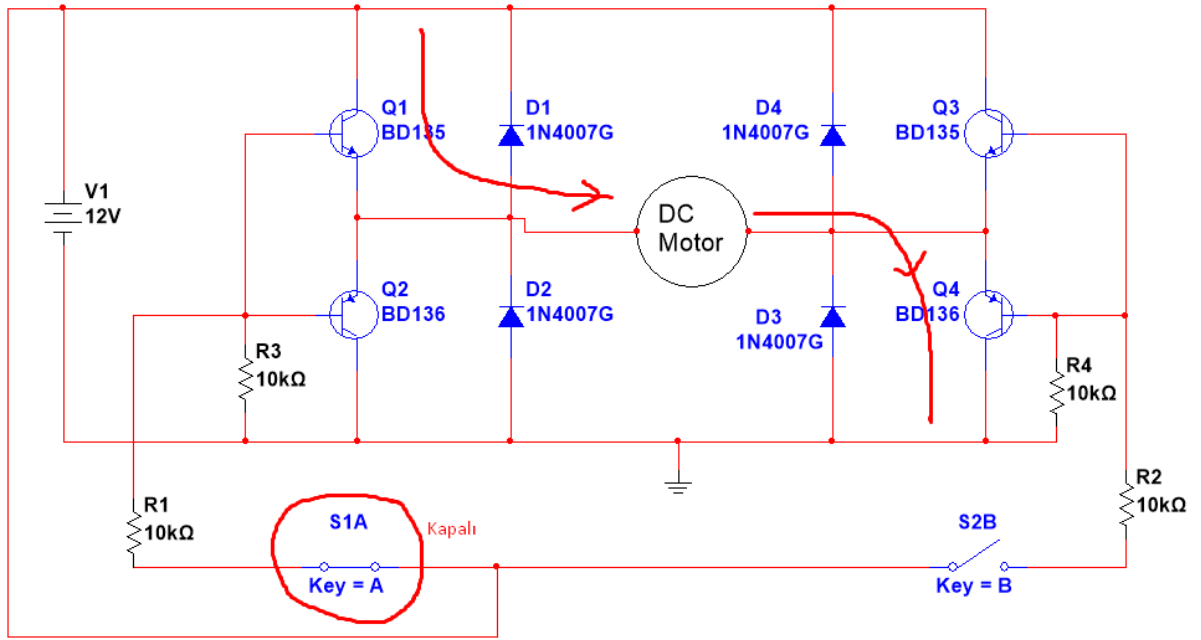 Q1
BD135
D1
1N4007G
D4
1N4007G
Q3
BD135
V1
12V
DC
Motor
Q2
BD136
D2
1N4007G
D3
1N4007G
Q4
BD136
R3
10kΩ
R4
10kΩ
R1
10kΩ
S1A
Key = A
Kapalı
S2B
Key = B
R2
10kΩ